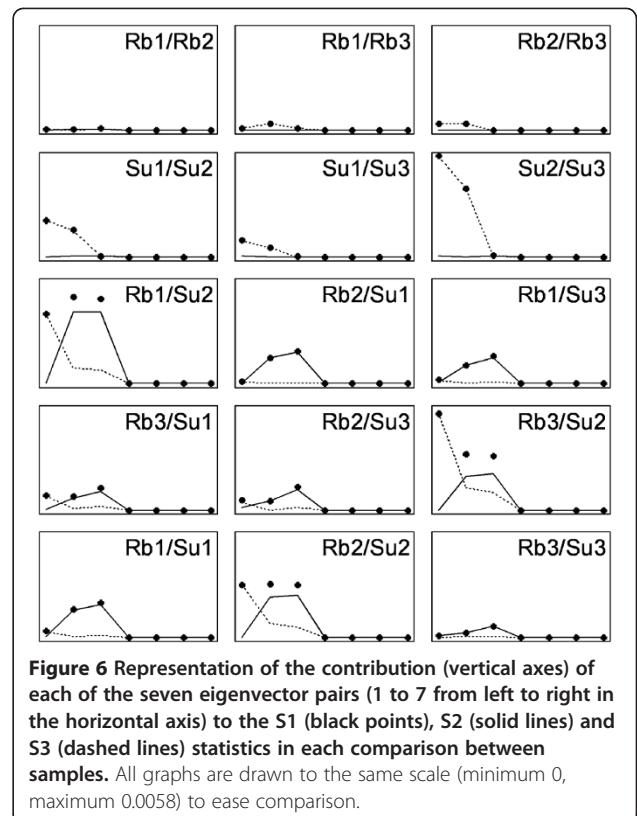 Rb1/Rb2
Rb1/Rb3
Rb2/Rb3
Su1/Su2
Su1/Su3
Su2/Su3
Rb1/Su2
Rb2/Su1
Rb1/Su3
Rb3/Su1
Rb2/Su3
Rb3/Su2
Rb1/Su1
Rb2/Su2
Rb3/Su3
Figure 6 Representation of the contribution (vertical axes) of
each of the seven eigenvector pairs (1 to 7 from left to right in
the horizontal axis) to the S1 (black points), S2 (solid lines) and
S3 (dashed lines) statistics in each comparison between
samples. All graphs are drawn to the same scale (minimum 0,
maximum 0.0058) to ease comparison.